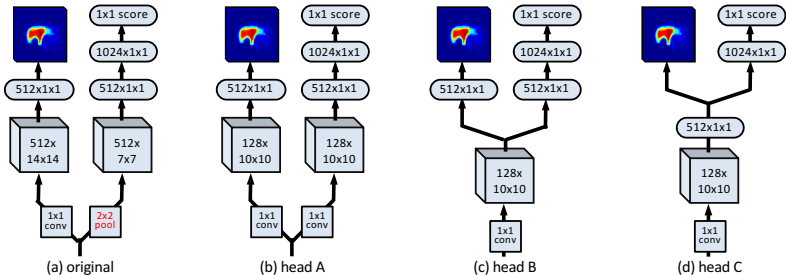 1x1 score
1024x1x1
512x1x1
512x1x1
512x
14x14
512x
7x7
1x1
conv
2x2
pool
(a) original
1x1 score
1024x1x1
512x1x1
512x1x1
128x
10x10
128x
10x10
1x1
conv
1x1
conv
(b) head A
1x1 score
1024x1x1
512x1x1
512x1x1
128x
10x10
1x1
conv
(c) head B
1x1 score
1024x1x1
512x1x1
128x
10x10
1x1
conv
(d) head C